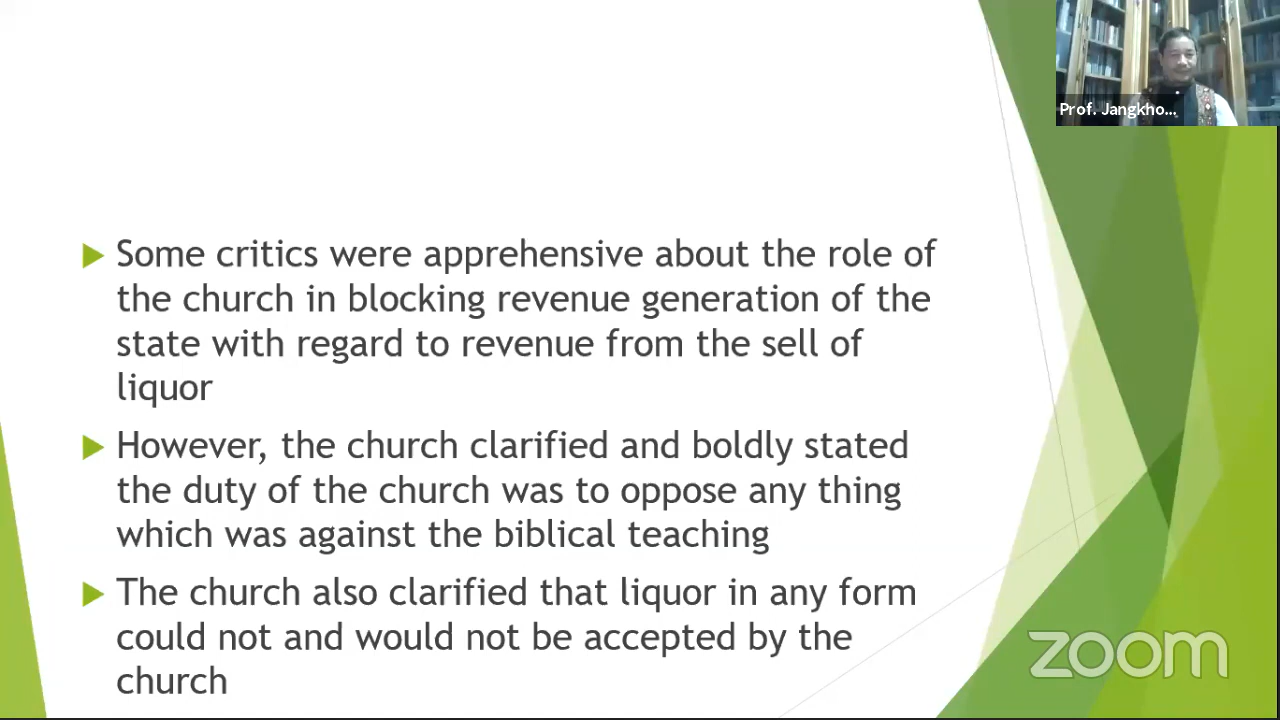 Prof. Jangkho...
Some critics were apprehensive about the role of
the church in blocking revenue generation of the
state with regard to revenue from the sell of
liquor
However, the church clarified and boldly stated
the duty of the church was to oppose any thing
which was against the biblical teaching
The church also clarified that liquor in any form
could not and would not be accepted by the
church
zoom